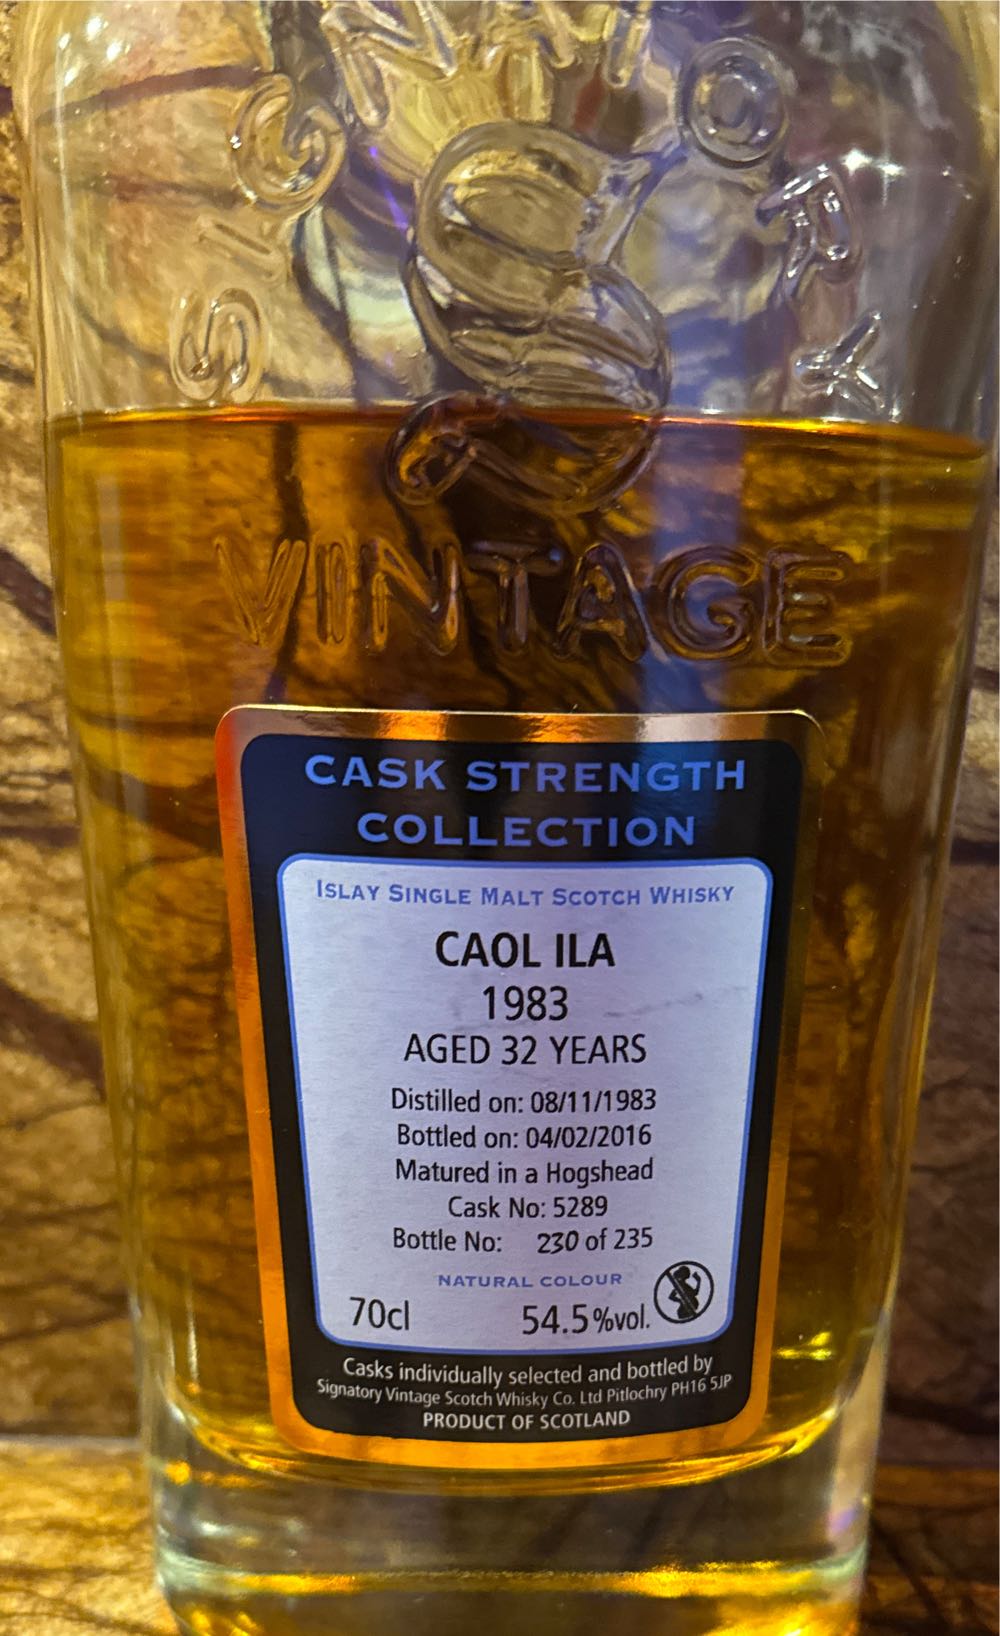 SIGNATORY
S
VINTAGE
CASK STRENGTH
COLLECTION
ISLAY SINGLE MALT SCOTCH WHISKY
CAOL ILA
1983
AGED 32 YEARS
Distilled on: 08/11/1983
Bottled on: 04/02/2016
Matured in a Hogshead
Cask No: 5289
Bottle No: 230 of 235
NATURAL COLOUR
70cl 54.5%vol.
Casks individually selected and bottled by
Signatory Vintage Scotch Whisky Co. Ltd Pitlochry PH16 5JP
PRODUCT OF SCOTLAND